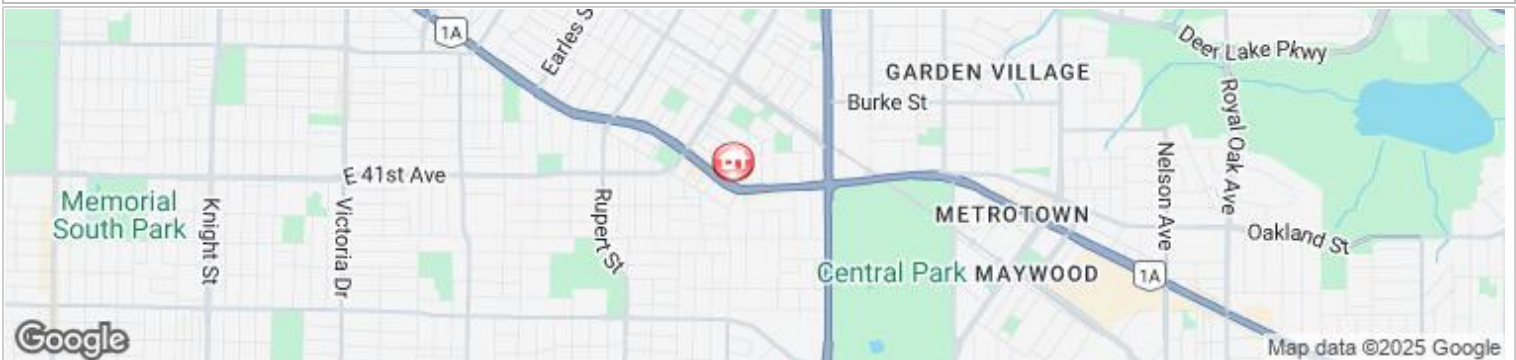 1A
Earles S
Deer Lake Pkwy
GARDEN VILLAGE
Burke St
Royal Oak Ave
E 41st Ave
Nelson Ave
Memorial
South Park
Knight St
Victoria Dr
Rupert St
METROTOWN
Oakland St
Central Park
MAYWOOD
1A
Google
Map data ©2025 Google